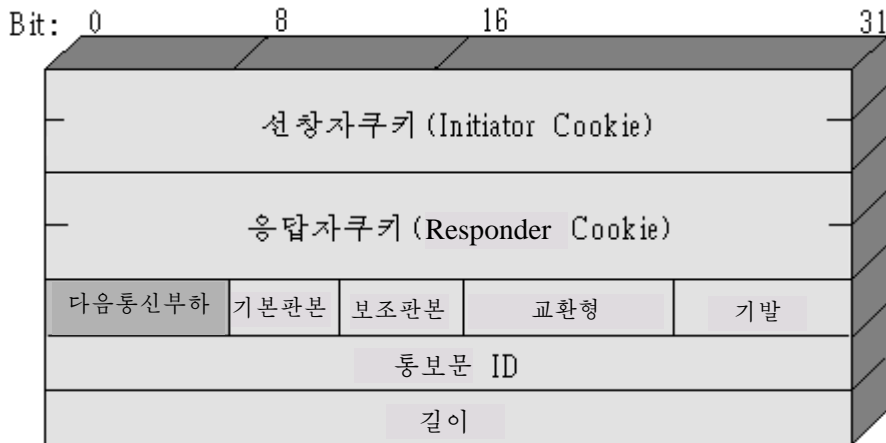 Bit: 0 8 16 31
선창자쿠키(Initiator Cookie)
응답자쿠키(Responder Cookie)
다음통신부하 기본판본 보조판본 교환형 기발
통보문 ID
길이